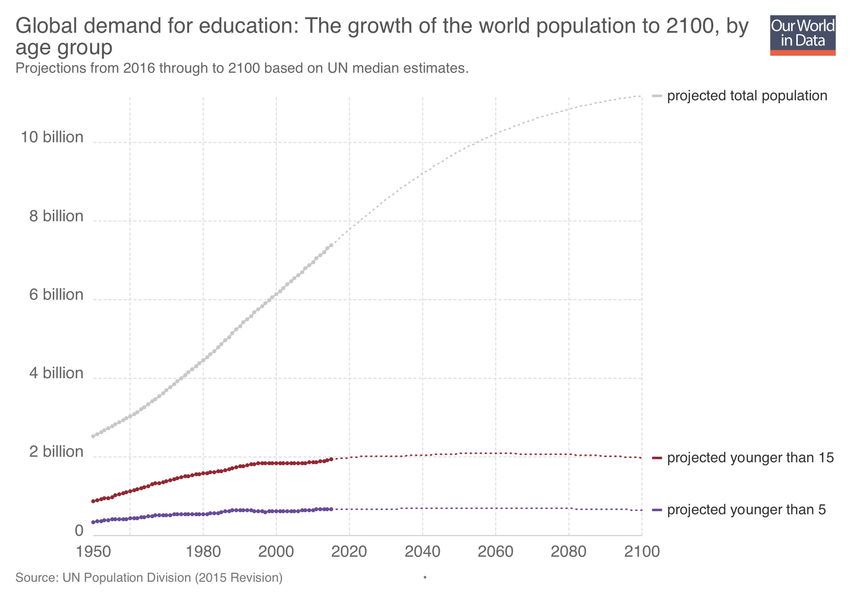 Global demand for education: The growth of the world population to 2100, by
age group
Our World
in Data
Projections from 2016 through to 2100 based on UN median estimates.
projected total population
10 billion
8 billion
6 billion
4 billion
2 billion
projected younger than 15
projected younger than 5
0
1950
1980
2000
2020
2040
2060
2080
2100
Source: UN Population Division (2015 Revision)